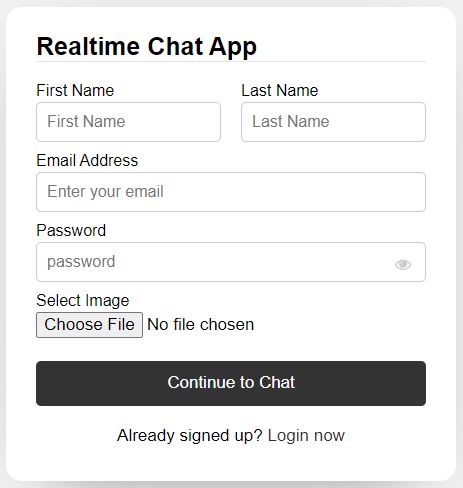 Realtime Chat App
First Name Last Name
First Name Last Name
Email Address
Enter your email
Password
password
Select Image
Choose File No file chosen
Continue to Chat
Already signed up? Login now